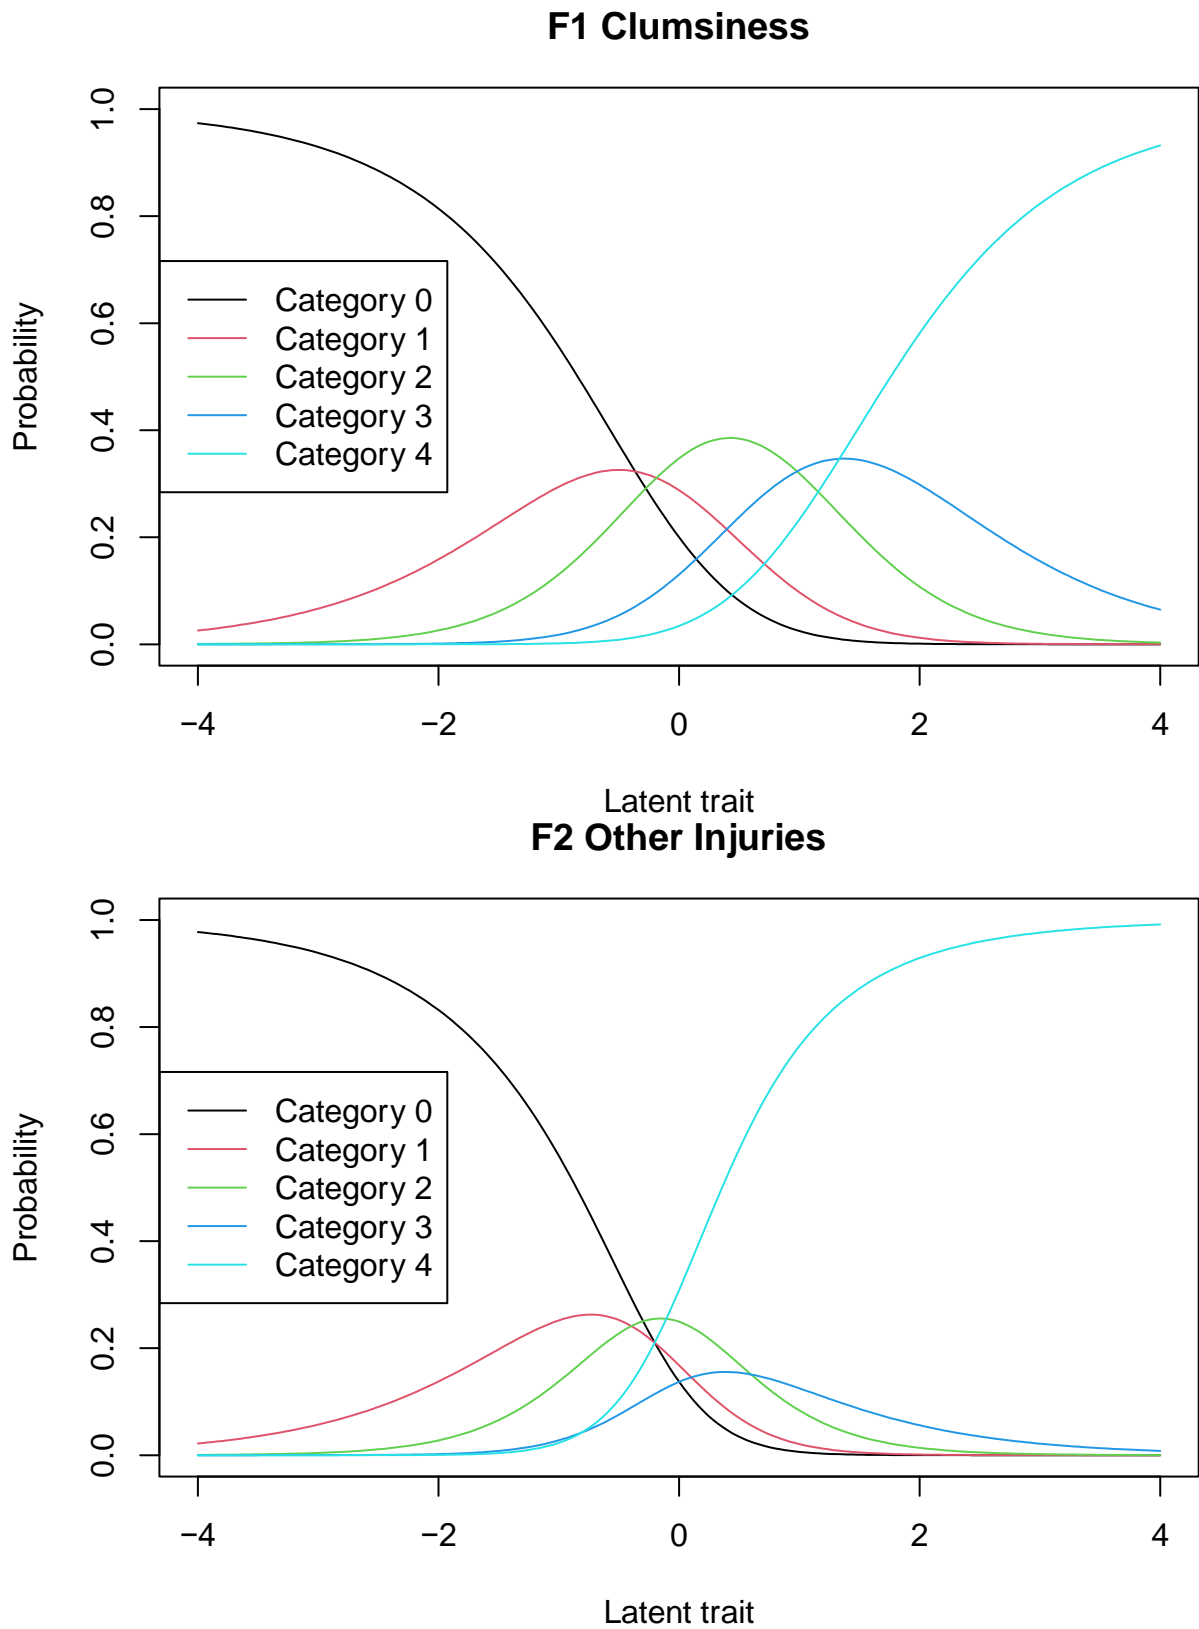 F1 Clumsiness
Probability
1.0
0.8
0.6
0.4
0.2
0.0
Category 0
Category 1
Category 2
Category 3
Category 4
−4 −2 0 2 4
Latent trait
F2 Other Injuries
Probability
1.0
0.8
0.6
0.4
0.2
0.0
Category 0
Category 1
Category 2
Category 3
Category 4
−4 −2 0 2 4
Latent trait